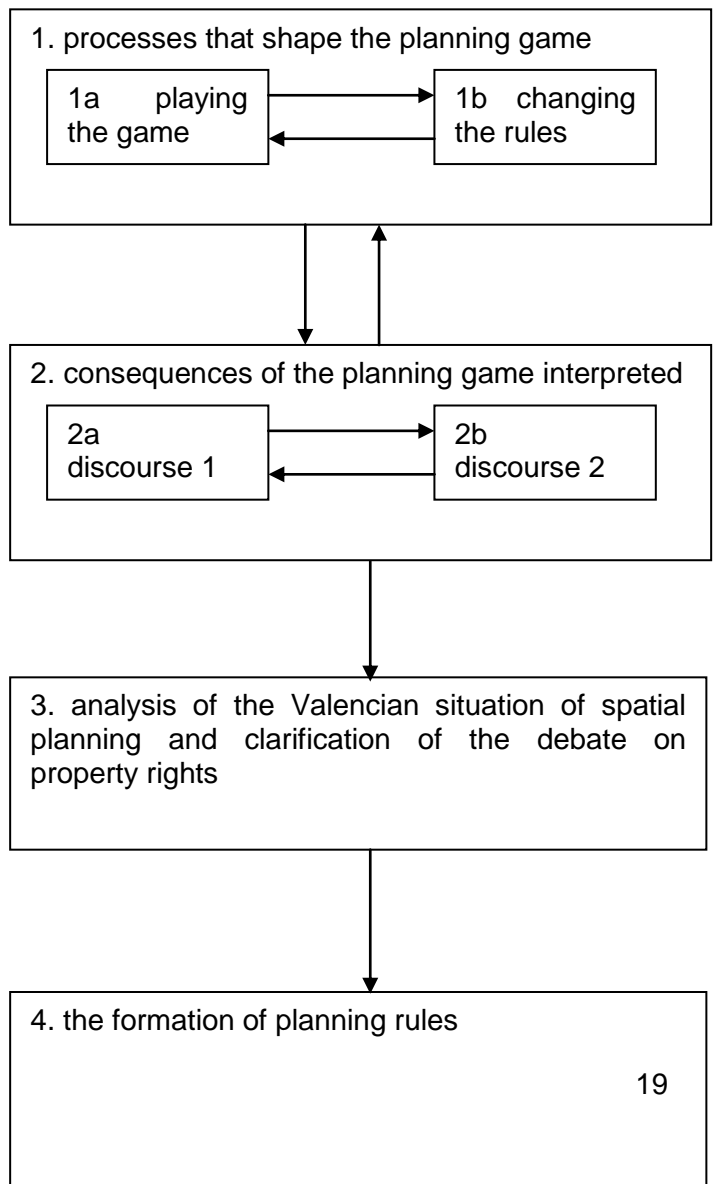 1. processes that shape the planning game
1a playing
the game
1b changing
the rules
2. consequences of the planning game interpreted
2a
discourse 1
2b
discourse 2
3. analysis of the Valencian situation of spatial
planning and clarification of the debate on
property rights
4. the formation of planning rules
19